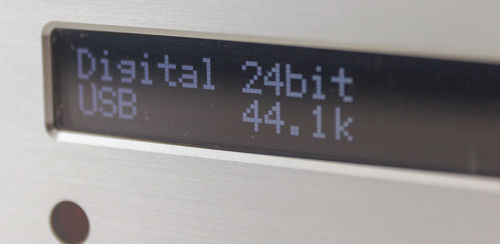 Digital 24bit
USB 44.1k